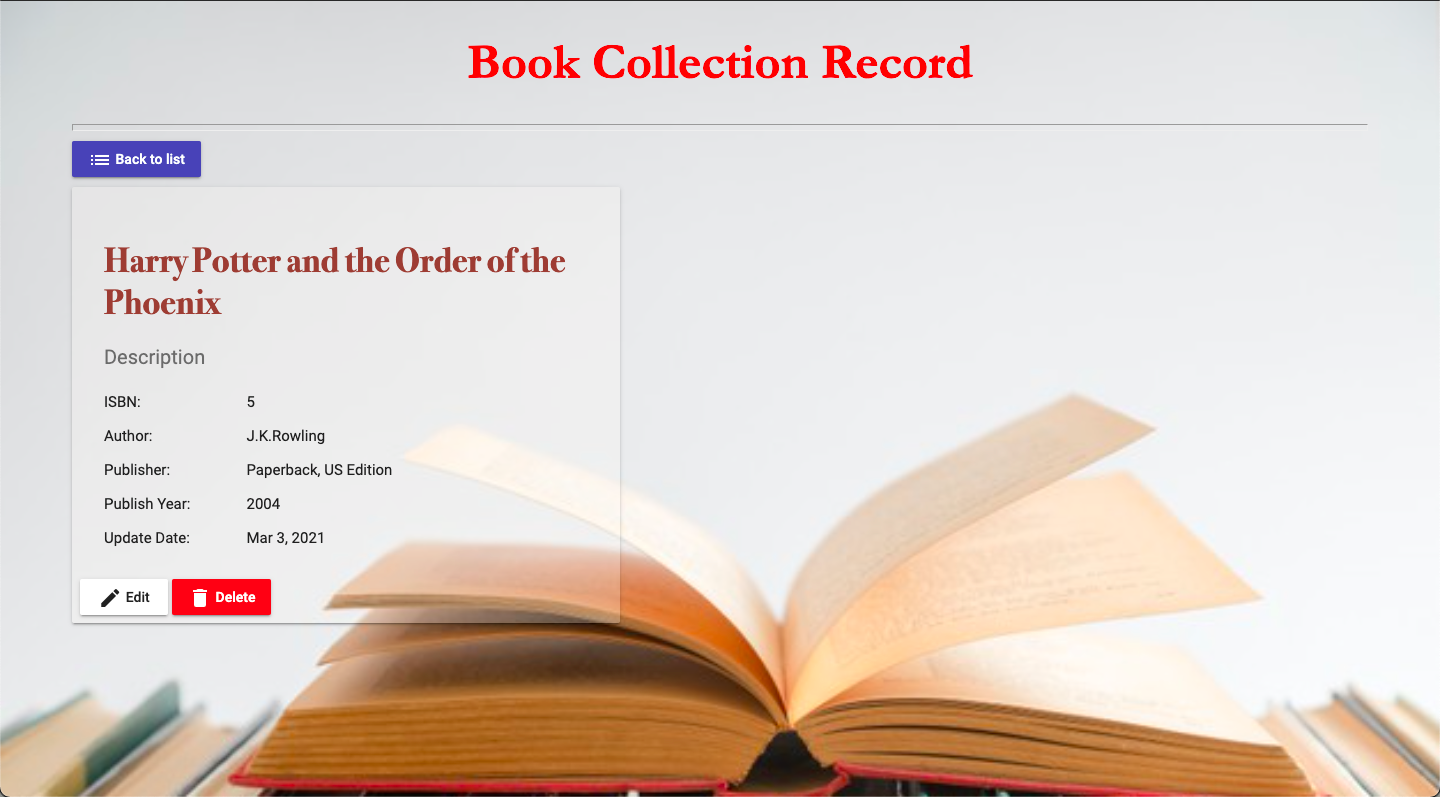 Book Collection Record
Back to list
Harry Potter and the Order of the
Phoenix
Description
ISBN: 5
Author: J.K.Rowling
Publisher: Paperback, US Edition
Publish Year: 2004
Update Date: Mar 3, 2021
Edit Delete